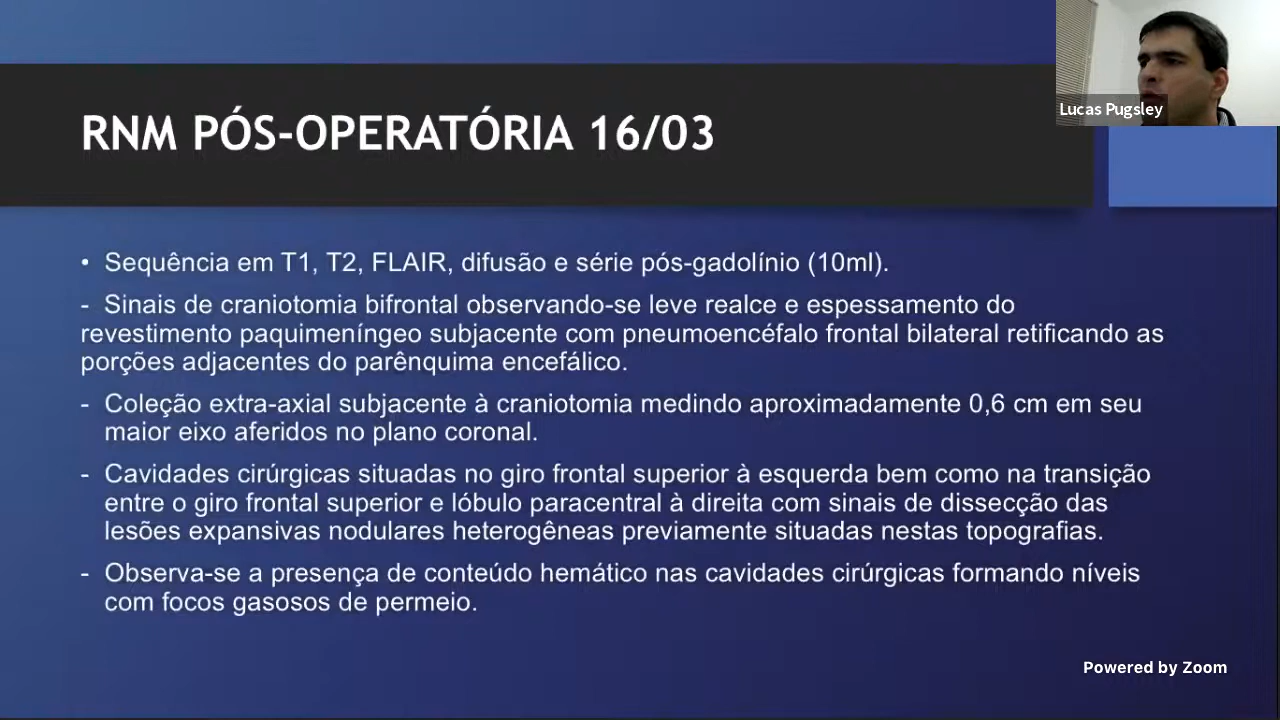 Lucas Pugsley
RNM PÓS-OPERATÓRIA 16/03
• Sequência em T1, T2, FLAIR, difusão e série pós-gadolínio (10ml).
- Sinais de craniotomia bifrontal observando-se leve realce e espessamento do
revestimento paquimeníngeo subjacente com pneumoencéfalo frontal bilateral retificando as
porções adjacentes do parênquima encefálico.
- Coleção extra-axial subjacente à craniotomia medindo aproximadamente 0,6 cm em seu
maior eixo aferidos no plano coronal.
- Cavidades cirúrgicas situadas no giro frontal superior à esquerda bem como na transição
entre o giro frontal superior e lóbulo paracentral à direita com sinais de dissecção das
lesões expansivas nodulares heterogêneas previamente situadas nestas topografias.
- Observa-se a presença de conteúdo hemático nas cavidades cirúrgicas formando níveis
com focos gasosos de permeio.
Powered by Zoom